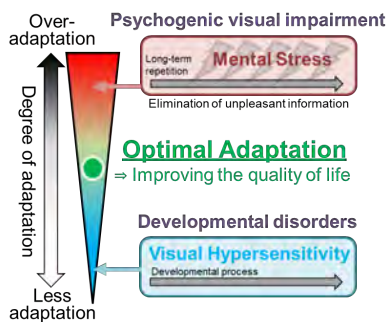 Over-
adaptation
Psychogenic visual impairment
Long-term
repetition
Mental Stress
Elimination of unpleasant information
Degree of adaptation
Optimal Adaptation
⇒ Improving the quality of life
Developmental disorders
Visual Hypersensitivity
Developmental process
Less
adaptation